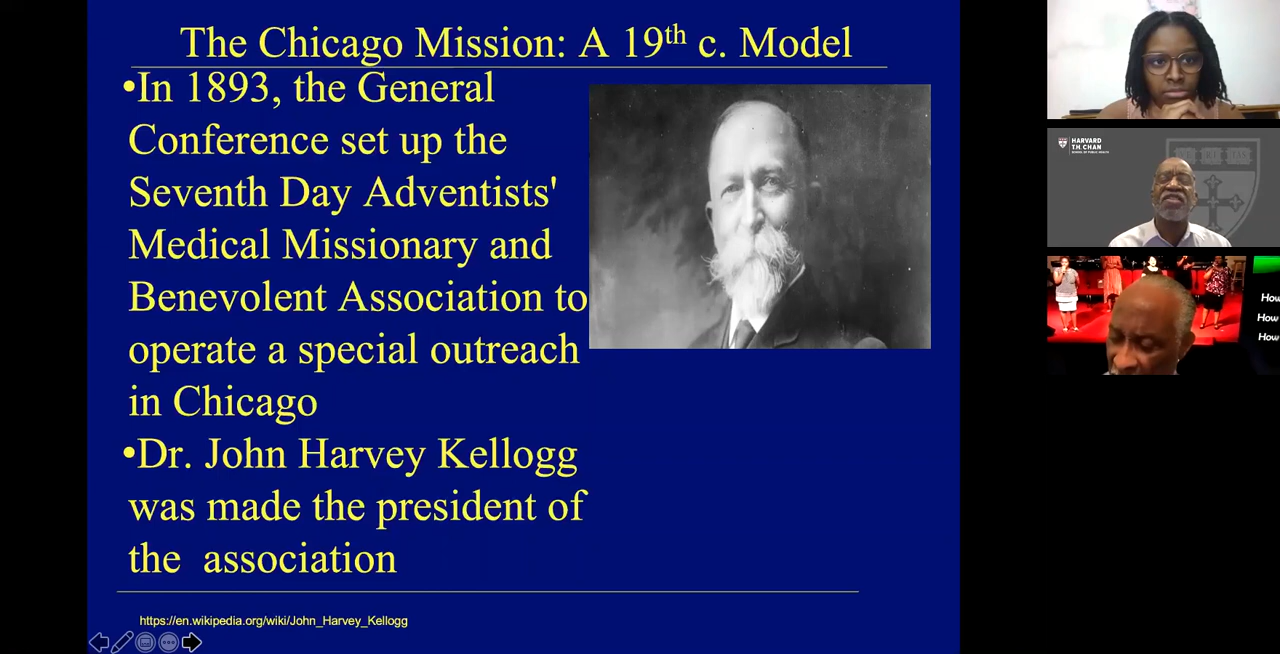 The Chicago Mission: A 19th c. Model
•In 1893, the General
Conference set up the
Seventh Day Adventists'
Medical Missionary and
Benevolent Association to
operate a special outreach
in Chicago
•Dr. John Harvey Kellogg
was made the president of
the association
https://en.wikipedia.org/wiki/John_Harvey_Kellogg
HARVARD
T.H. CHAN
How
How
How